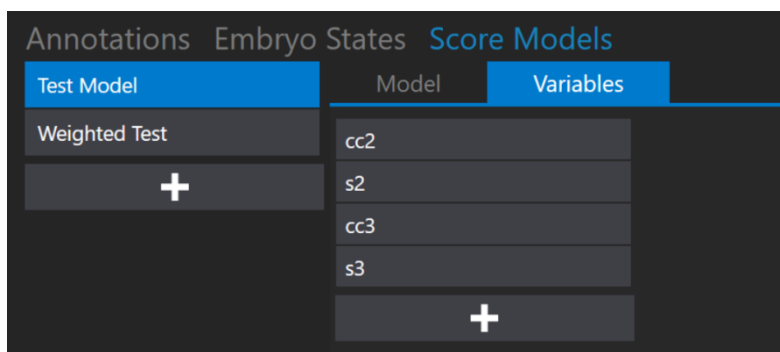 Annotations Embryo States Score Models
Test Model
Weighted Test
Model Variables
cc2
s2
cc3
s3